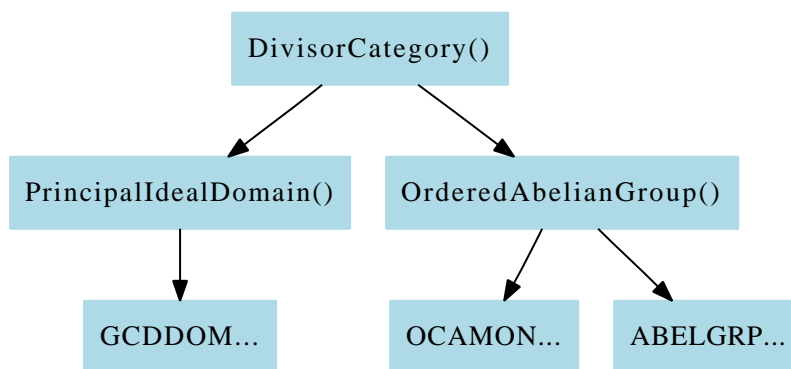 DivisorCategory()
PrincipalIdealDomain()
OrderedAbelianGroup()
GCDDOM...
OCAMON...
ABELGRP...